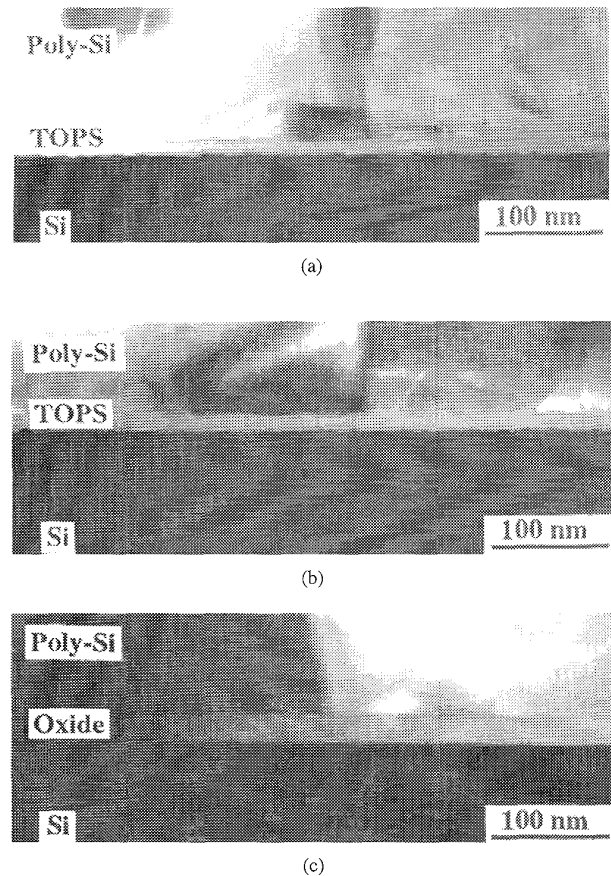 Poly-Si
TOPS
Si
100 nm
(a)
Poly-Si
TOPS
Si
100 nm
(b)
Poly-Si
Oxide
Si
100 nm
(c)